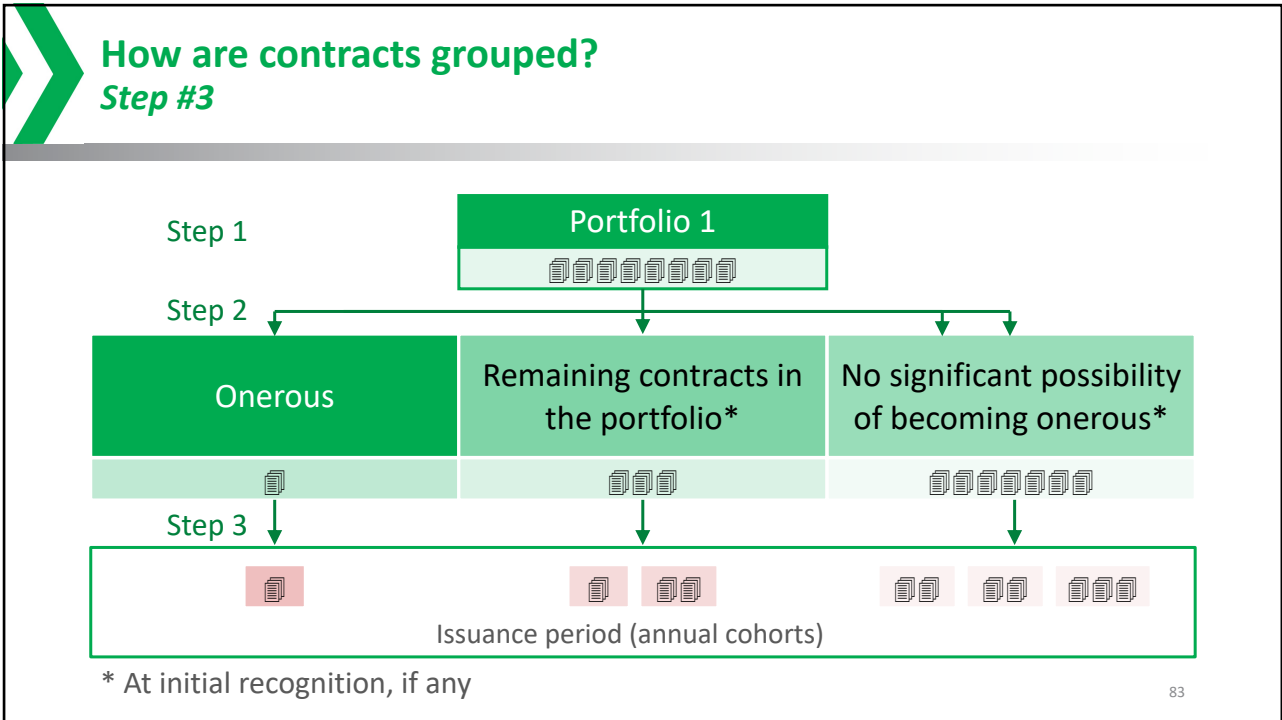 How are contracts grouped?
Step #3
Step 1
Portfolio 1
Step 2
Onerous
Remaining contracts in
the portfolio*
No significant possibility
of becoming onerous*
Step 3
Issuance period (annual cohorts)
* At initial recognition, if any
83